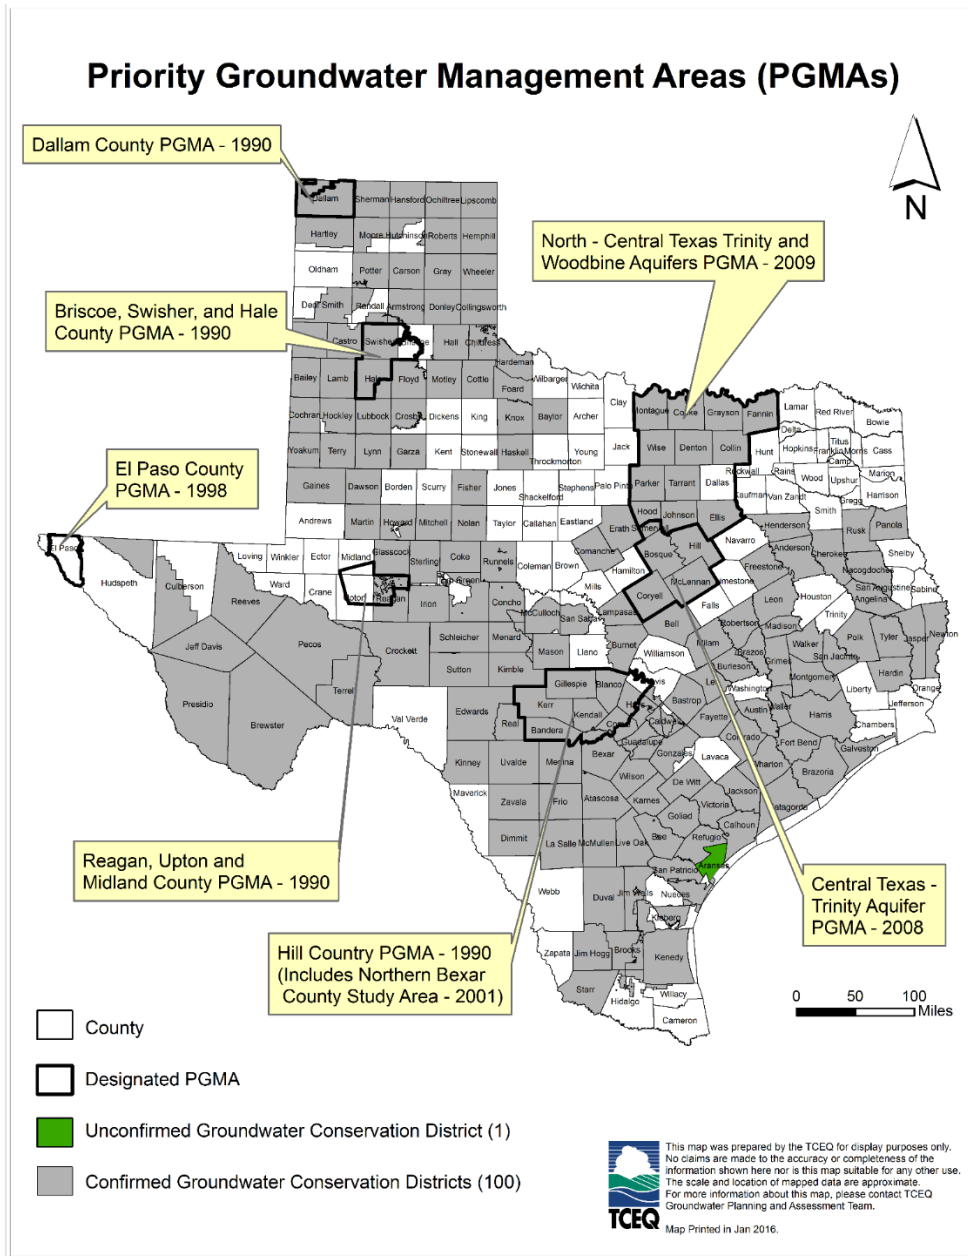 Priority Groundwater Management Areas (PGMAs)
Dallam County PGMA - 1990
N
North - Central Texas Trinity and
Woodbine Aquifers PGMA - 2009
Briscoe, Swisher, and Hale
County PGMA - 1990
El Paso County
PGMA - 1998
Dallam Sherman Hansford Ochiltree Lipscomb
Hartley Moore Hutchinson Roberts Hemphill
Oldham Potter Carson Gray Wheeler
Deaf Smith Randall Armstrong Donley Collingsworth
Castro Swisher Hall Childress
Hardeman
Bailey Lamb Hale Floyd Motley Cottle Foard Wilbarger Wichita
Clay Montague Cooke Grayson Fannin Lamar Red River Bowie
Cochran Hockley Lubbock Crosby Dickens King Knox Baylor Archer
Delta Titus
Hopkins Franklin Morris Cass
Camp
Yoakum Terry Lynn Garza Kent Stonewall Haskell Throckmorton Young Jack Wise Denton Collin Hunt
Rockwall Rains Wood Upshur Marion
Gaines Dawson Borden Scurry Fisher Jones Shackelford Stephens Palo Pinto Parker Tarrant Dallas Kaufman Van Zandt Gregg Harrison
Smith
Andrews Martin Howard Mitchell Nolan Taylor Callahan Eastland Erath Hood Somervell Johnson Ellis Henderson Rusk Panola
Navarro
El Paso Hudspeth Culberson Loving Winkler Ector Midland Glasscock Sterling Coke Runnels Coleman Brown Comanche Hamilton Bosque Hill Freestone Anderson Cherokee Nacogdoches Shelby
Ward Crane Upton Reagan Irion Tom Green Concho McCulloch San Saba Mills Lampasas Coryell McLennan Limestone Leon Houston Angelina San Augustine Sabine
Reeves Falls Trinity
Jeff Davis Pecos Crockett Schleicher Menard Mason Llano Burnet Bell Robertson Madison Walker Polk Tyler Jasper Newton
Williamson Milam Brazos Grimes San Jacinto
Sutton Kimble Burleson Montgomery Hardin
Presidio Brewster Terrel Val Verde Edwards Real Kerr Gillespie Blanco Hays Travis Bastrop Lee Washington Waller Liberty Orange
Jefferson
Bandera Kendall Comal Caldwell Fayette Austin Harris Chambers
Kinney Uvalde Medina Bexar Guadalupe Gonzales Colorado Fort Bend Galveston
Lavaca Wharton Brazoria
Maverick Zavala Frio Atascosa Wilson Karnes De Witt Jackson Matagorda
Victoria
Dimmit La Salle McMullen Live Oak Bee Goliad Refugio Calhoun
Aransas
San Patricio
Webb Duval Jim Wells Nueces
Kleberg
Zapata Jim Hogg Brooks Kenedy
Starr Hidalgo Willacy
Cameron
Reagan, Upton and
Midland County PGMA - 1990
Hill Country PGMA - 1990
(Includes Northern Bexar
County Study Area - 2001)
Central Texas -
Trinity Aquifer
PGMA - 2008
0 50 100
Miles
County
Designated PGMA
Unconfirmed Groundwater Conservation District (1)
Confirmed Groundwater Conservation Districts (100)
TCEQ
This map was prepared by the TCEQ for display purposes only.
No claims are made to the accuracy or completeness of the
information shown here nor is this map suitable for any other use.
The scale and location of mapped data are approximate.
For more information about this map, please contact TCEQ
Groundwater Planning and Assessment Team.
Map Printed in Jan 2016.